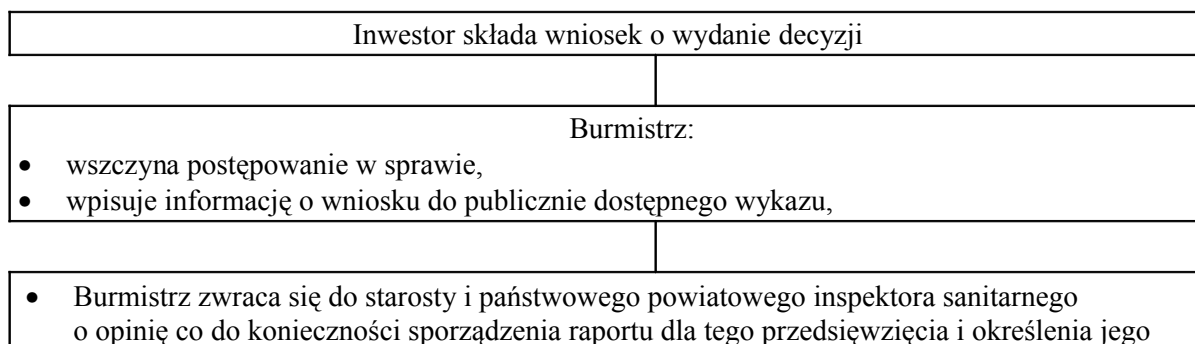 Inwestor składa wniosek o wydanie decyzji
Burmistrz:
• wszczyna postępowanie w sprawie,
• wpisuje informację o wniosku do publicznie dostępnego wykazu,
• Burmistrz zwraca się do starosty i państwowego powiatowego inspektora sanitarnego
o opinię co do konieczności sporządzenia raportu dla tego przedsięwzięcia i określenia jego